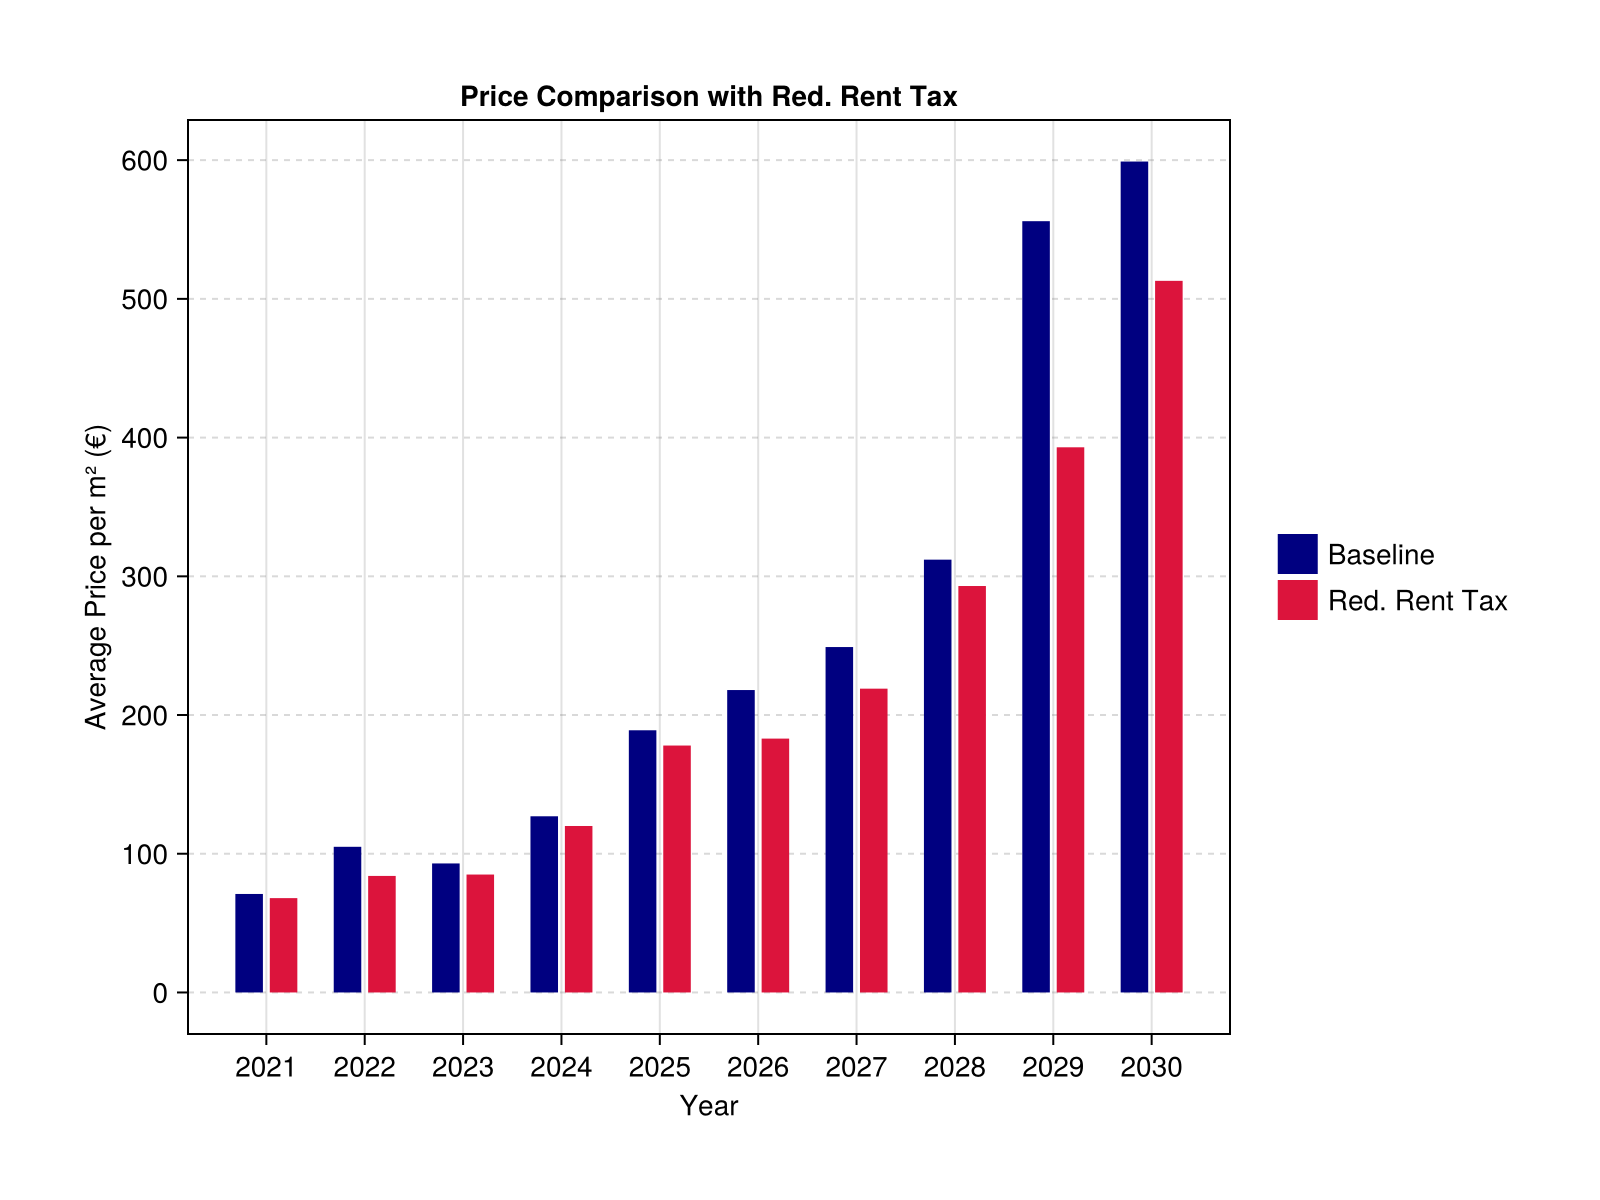 Price Comparison with Red. Rent Tax
600
500
400
300
200
100
0
Average Price per m² (€)
2021 2022 2023 2024 2025 2026 2027 2028 2029 2030
Year
Baseline
Red. Rent Tax